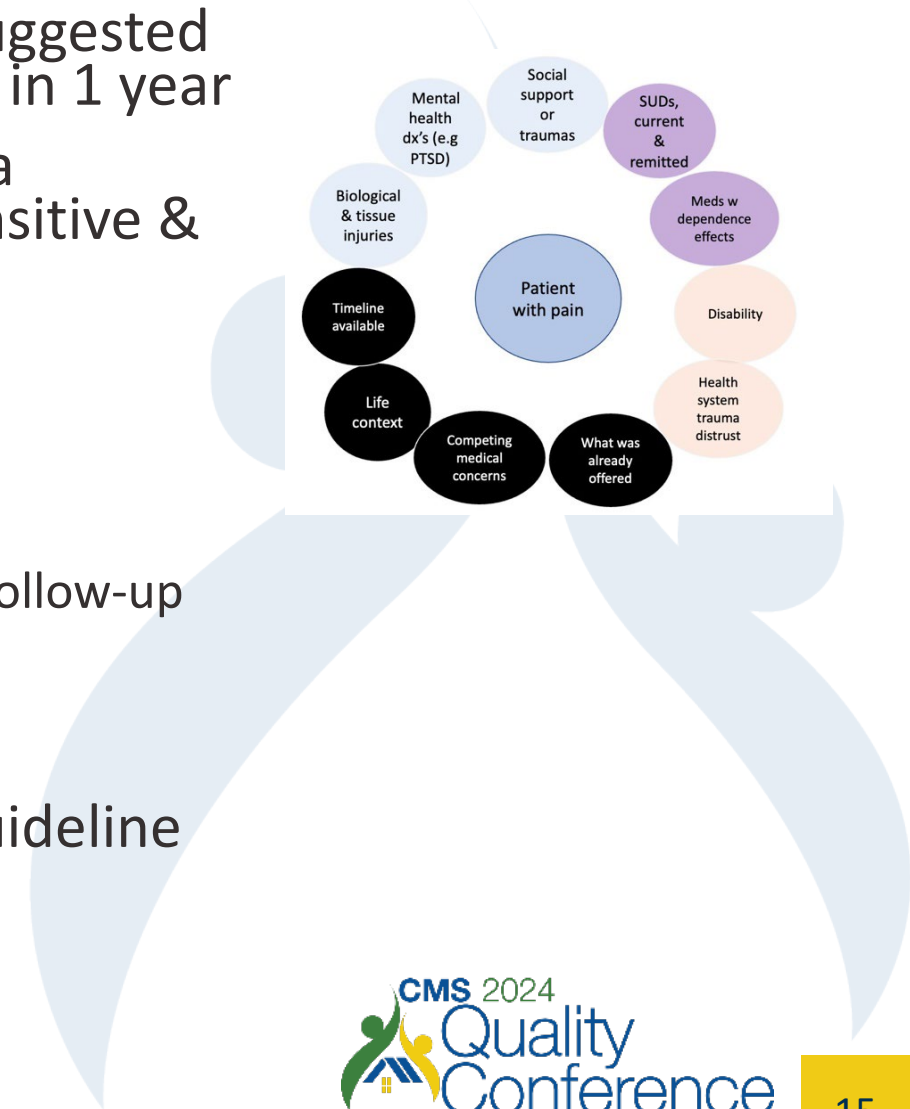 uggested
in 1 year
a
nsitive &
ollow-up
uideline
Social
support
or
traumas
Mental
health
dx's (e.g
PTSD)
SUDs,
current
&
remitted
Biological
& tissue
injuries
Meds w
dependence
effects
Timeline
available
Patient
with pain
Disability
Life
context
Health
system
trauma
distrust
Competing
medical
concerns
What was
already
offered
CMS 2024
Quality
Conference
15